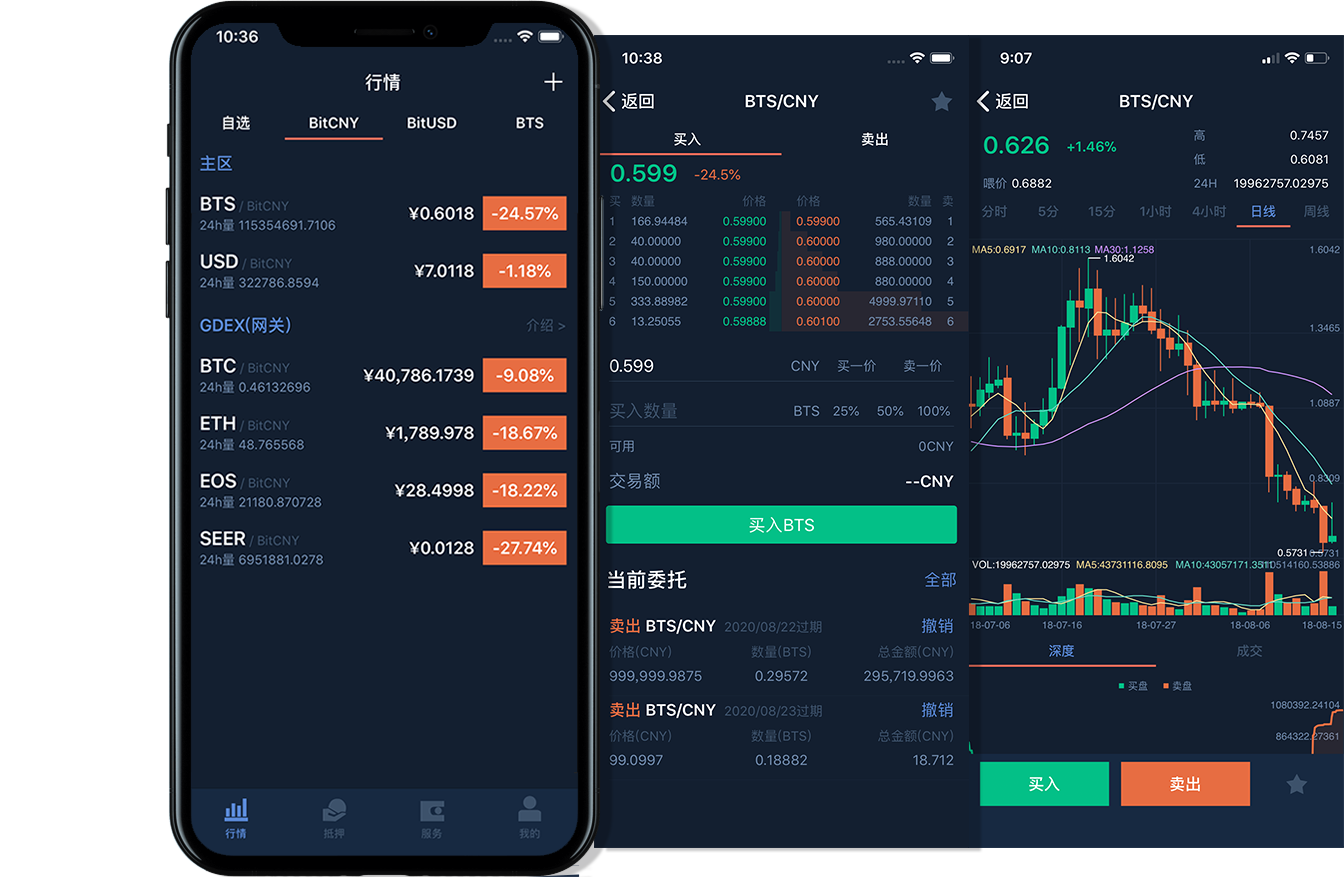 10:36
行情
自选 BitCNY BitUSD BTS
主区
BTS / BitCNY
24h量 115354691.7106
¥0.6018 -24.57%
USD / BitCNY
24h量 322786.8594
¥7.0118 -1.18%
GDEX(网关) 介绍 >
BTC / BitCNY
24h量 0.46132696
¥40,786.1739 -9.08%
ETH / BitCNY
24h量 48.765568
¥1,789.978 -18.67%
EOS / BitCNY
24h量 21180.870728
¥28.4998 -18.22%
SEER / BitCNY
24h量 6951881.0278
¥0.0128 -27.74%
行情 抵押 服务 我的
10:38
返回 BTS/CNY
买入 卖出
0.599 -24.5%
买 数量 价格 价格 数量 卖
1 166.94484 0.59900 0.59900 565.43109 1
2 40.00000 0.59900 0.60000 980.00000 2
3 40.00000 0.59900 0.60000 888.00000 3
4 150.00000 0.59900 0.60000 880.00000 4
5 333.88982 0.59900 0.60000 4999.97110 5
6 13.25055 0.59888 0.60100 2753.55648 6
0.599 CNY 买一价 卖一价
买入数量 BTS 25% 50% 100%
可用 0CNY
交易额 --CNY
买入BTS
当前委托 全部
卖出 BTS/CNY 2020/08/22过期 撤销
价格(CNY) 数量(BTS) 总金额(CNY)
999,999.9875 0.29572 295,719.9963
卖出 BTS/CNY 2020/08/23过期 撤销
价格(CNY) 数量(BTS) 总金额(CNY)
99.0997 0.18882 18.712
9:07
返回 BTS/CNY
0.626 +1.46%
高 0.7457
低 0.6081
喂价 0.6882
24H 19962757.02975
分时 5分 15分 1小时 4小时 日线 周线
MA5:0.6917 MA10:0.8113 MA30:1.1258
1.6042
1.6042
1.3465
1.0887
0.8309
0.5731
0.5731
VOL:19962757.02975 MA5:43731116.8095 MA10:43057171.3511
18-07-06 18-07-16 18-07-27 18-08-06 18-08-15
深度 成交
买盘 卖盘
1080392.24104
864322.27361
买入 卖出